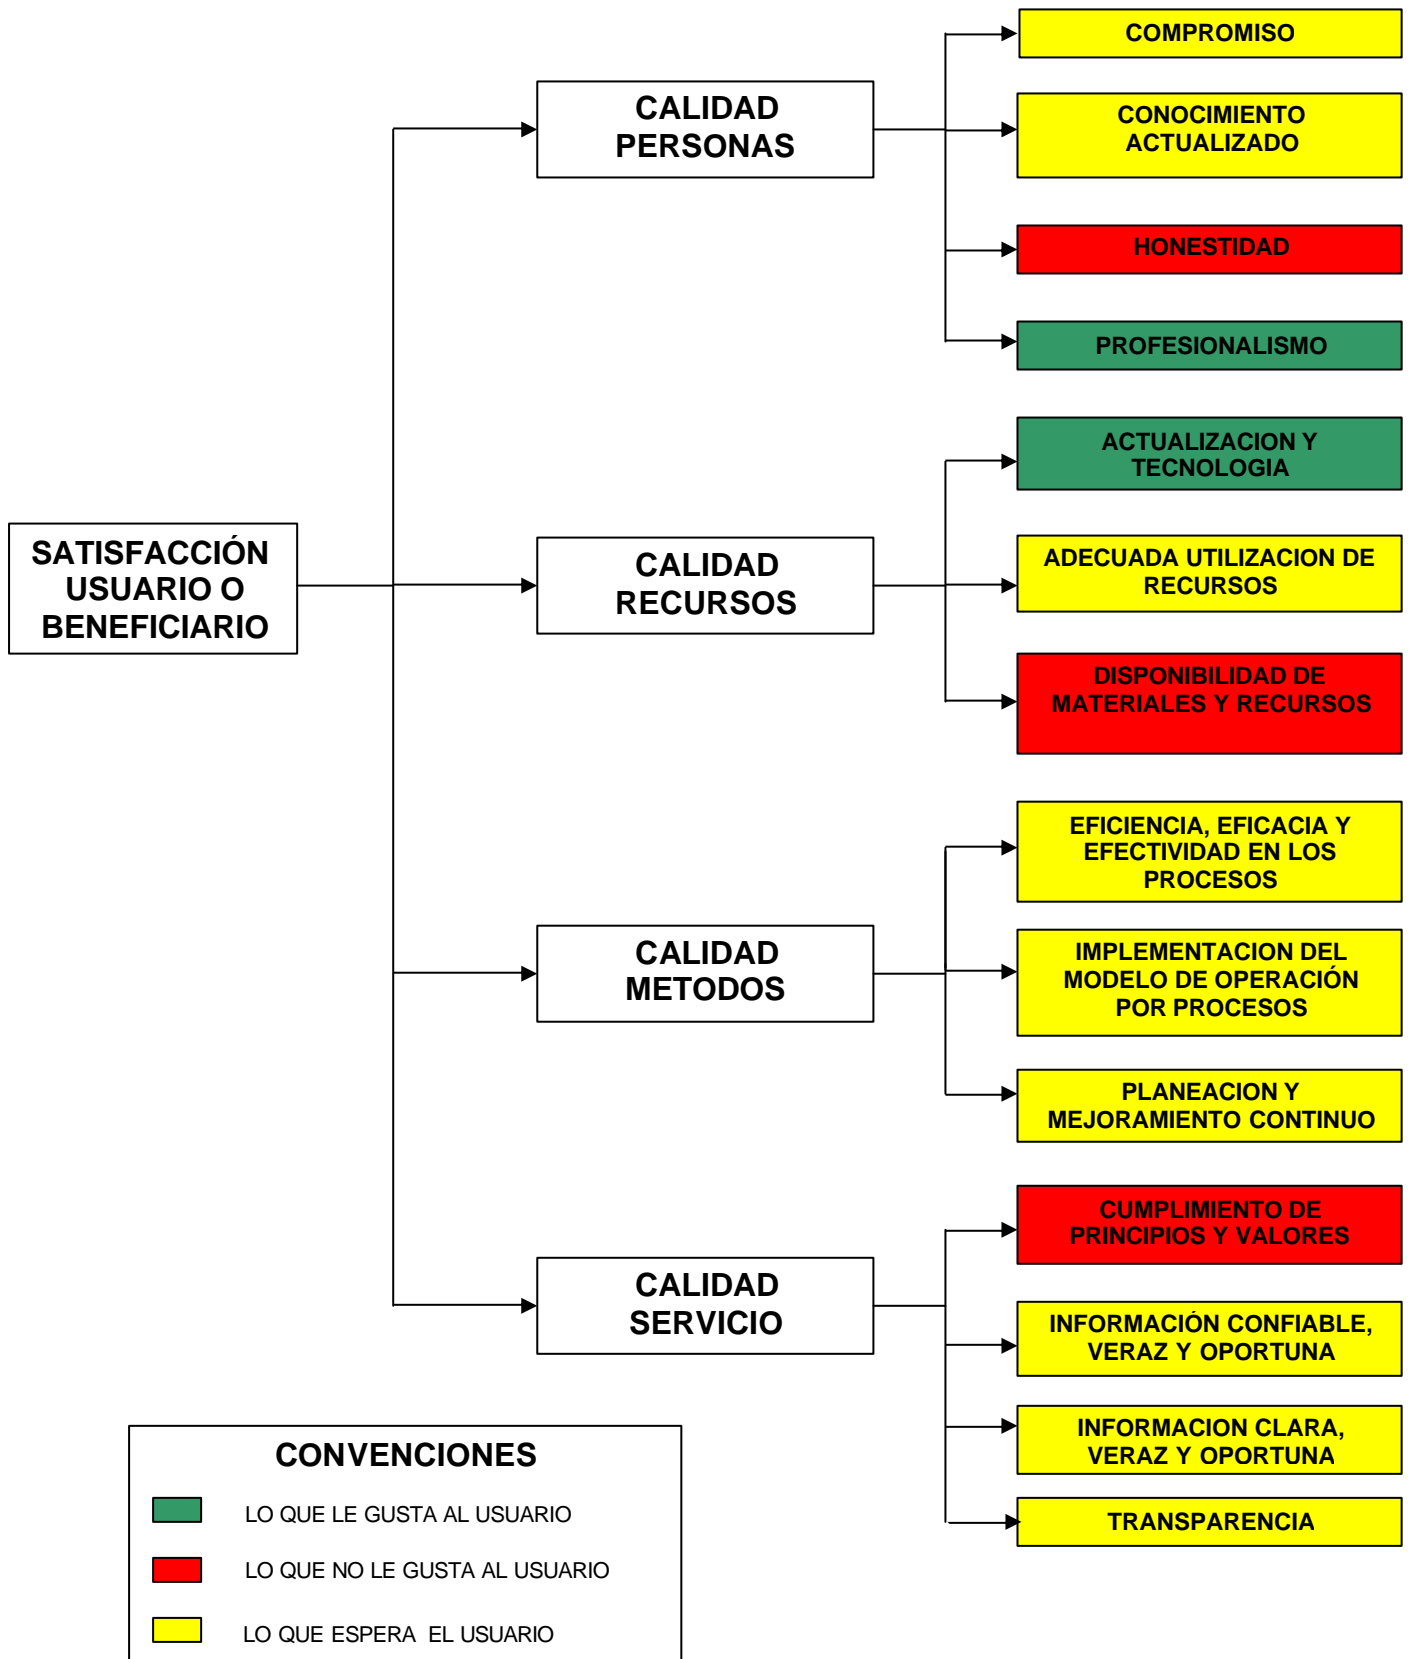 COMPROMISO
CALIDAD
PERSONAS
CONOCIMIENTO
ACTUALIZADO
HONESTIDAD
PROFESIONALISMO
ACTUALIZACION Y
TECNOLOGIA
SATISFACCIÓN
USUARIO O
BENEFICIARIO
CALIDAD
RECURSOS
ADECUADA UTILIZACION DE
RECURSOS
DISPONIBILIDAD DE
MATERIALES Y RECURSOS
EFICIENCIA, EFICACIA Y
EFECTIVIDAD EN LOS
PROCESOS
CALIDAD
METODOS
IMPLEMENTACION DEL
MODELO DE OPERACIÓN
POR PROCESOS
PLANEACION Y
MEJORAMIENTO CONTINUO
CUMPLIMIENTO DE
PRINCIPIOS Y VALORES
CALIDAD
SERVICIO
INFORMACIÓN CONFIABLE,
VERAZ Y OPORTUNA
INFORMACION CLARA,
VERAZ Y OPORTUNA
TRANSPARENCIA
CONVENCIONES
LO QUE LE GUSTA AL USUARIO
LO QUE NO LE GUSTA AL USUARIO
LO QUE ESPERA EL USUARIO